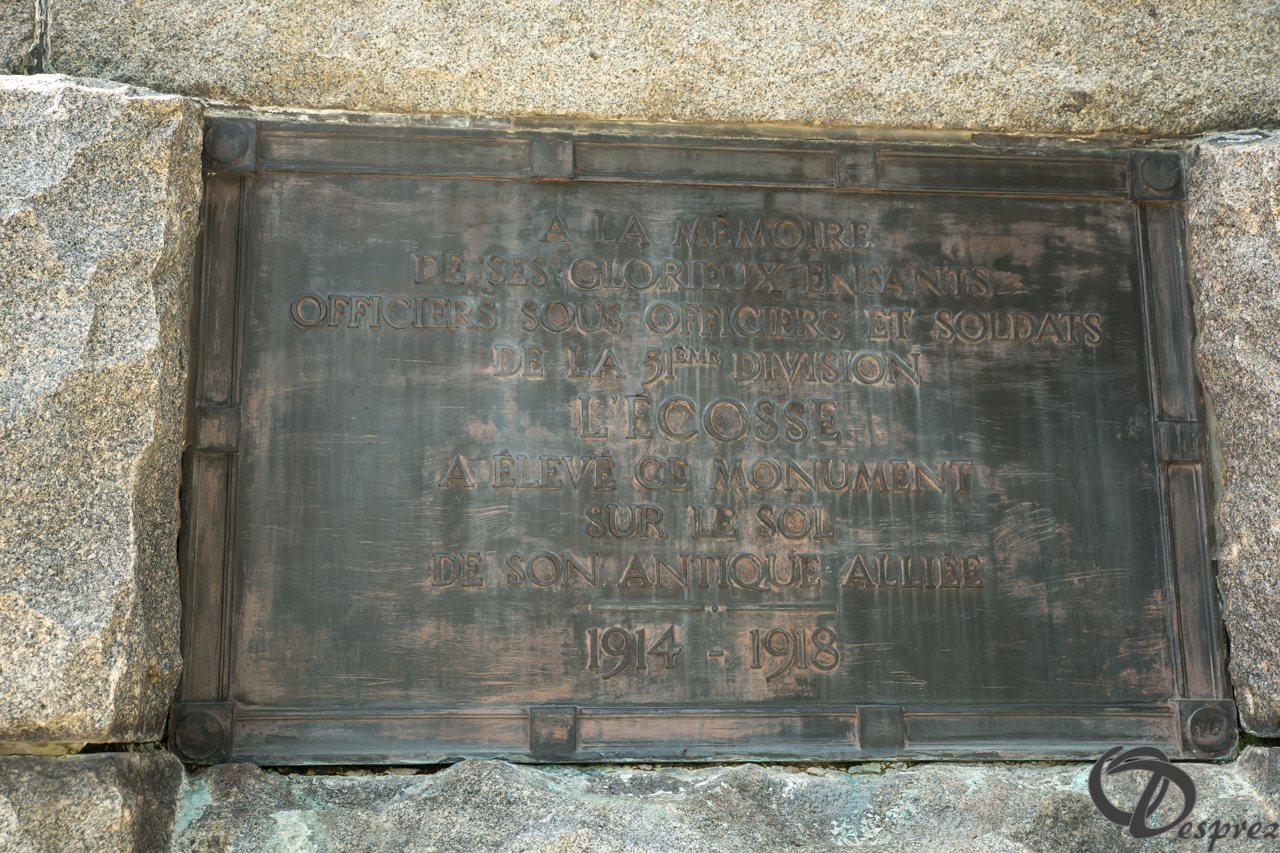 A LA MÉMOIRE
DE SES GLORIEUX ENFANTS
OFFICIERS SOUS-OFFICIERS ET SOLDATS
DE LA 51ÈME DIVISION
L'ÉCOSSE
A ÉLEVÉ CE MONUMENT
SUR LE SOL
DE SON ANTIQUE ALLIÉE
1914 - 1918
Desprez